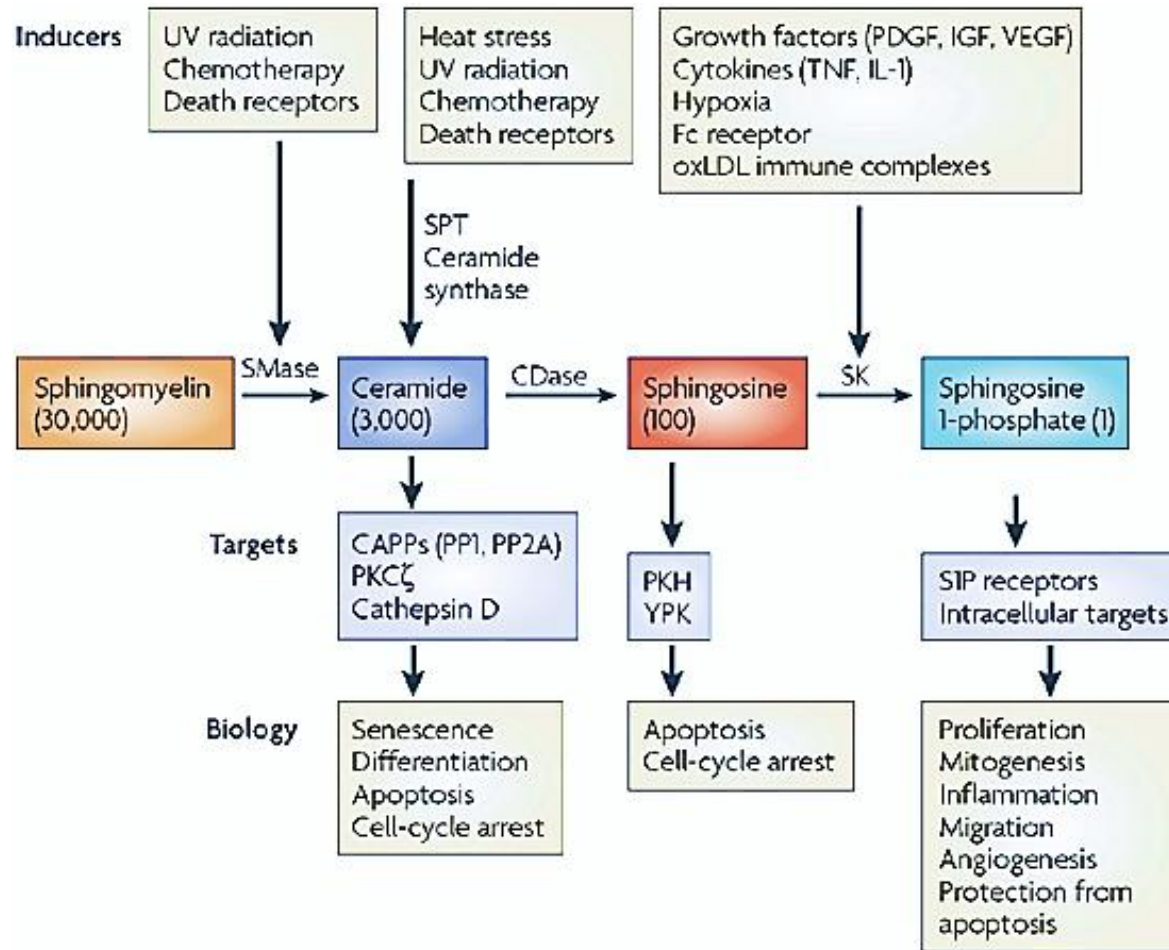 Inducers
UV radiation
Chemotherapy
Death receptors
Heat stress
UV radiation
Chemotherapy
Death receptors
Growth factors (PDGF, IGF, VEGF)
Cytokines (TNF, IL-1)
Hypoxia
Fc receptor
oxLDL immune complexes
SPT
Ceramide
synthase
Sphingomyelin
(30,000)
SMase
Ceramide
(3,000)
CDase
Sphingosine
(100)
SK
Sphingosine
1-phosphate (1)
Targets
CAPPs (PP1, PP2A)
PKCζ
Cathepsin D
PKH
YPK
S1P receptors
Intracellular targets
Biology
Senescence
Differentiation
Apoptosis
Cell-cycle arrest
Apoptosis
Cell-cycle arrest
Proliferation
Mitogenesis
Inflammation
Migration
Angiogenesis
Protection from
apoptosis